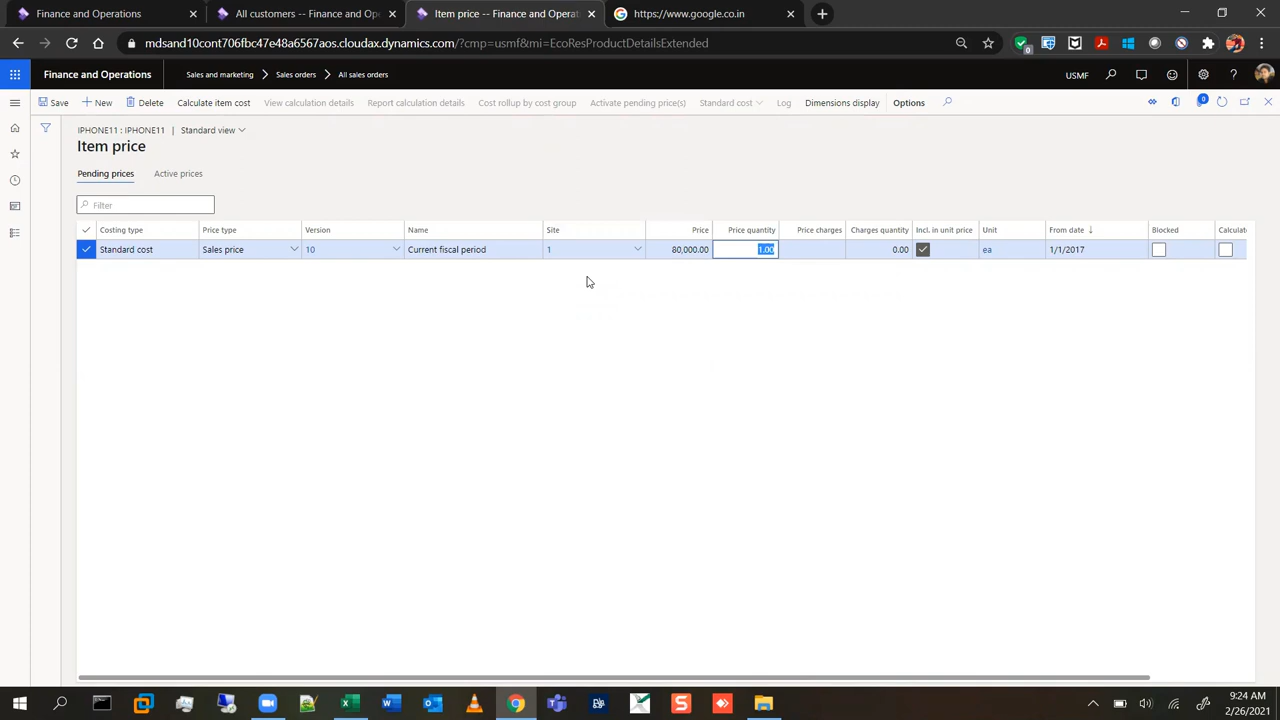 Finance and Operations
All customers -- Finance and Ope
Item price -- Finance and Operat
https://www.google.co.in
mdsand10cont706fbc47e48a6567aos.cloudax.dynamics.com/?cmp=usmf&mi=EcoResProductDetailsExtended
Finance and Operations
Sales and marketing
Sales orders
All sales orders
USMF
Save
New
Delete
Calculate item cost
View calculation details
Report calculation details
Cost rollup by cost group
Activate pending price(s)
Standard cost
Log
Dimensions display
Options
0
IPHONE11 : IPHONE11 | Standard view
Item price
Pending prices
Active prices
Filter
Costing type Price type Version Name Site Price Price quantity Price charges Charges quantity Incl. in unit price Unit From date Blocked Calculat
Standard cost Sales price 10 Current fiscal period 1 80,000.00 1.00 0.00 ea 1/1/2017
9:24 AM
2/26/2021